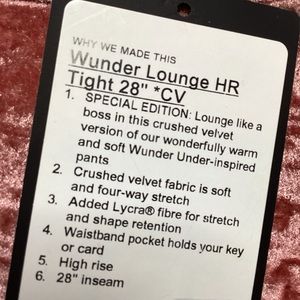 WHY WE MADE THIS
Wunder Lounge HR
Tight 28" *CV
1. SPECIAL EDITION: Lounge like a
boss in this crushed velvet
version of our wonderfully warm
and soft Wunder Under-inspired
pants
2. Crushed velvet fabric is soft
and four-way stretch
3. Added Lycra® fibre for stretch
and shape retention
4. Waistband pocket holds your key
or card
5. High rise
6. 28" inseam